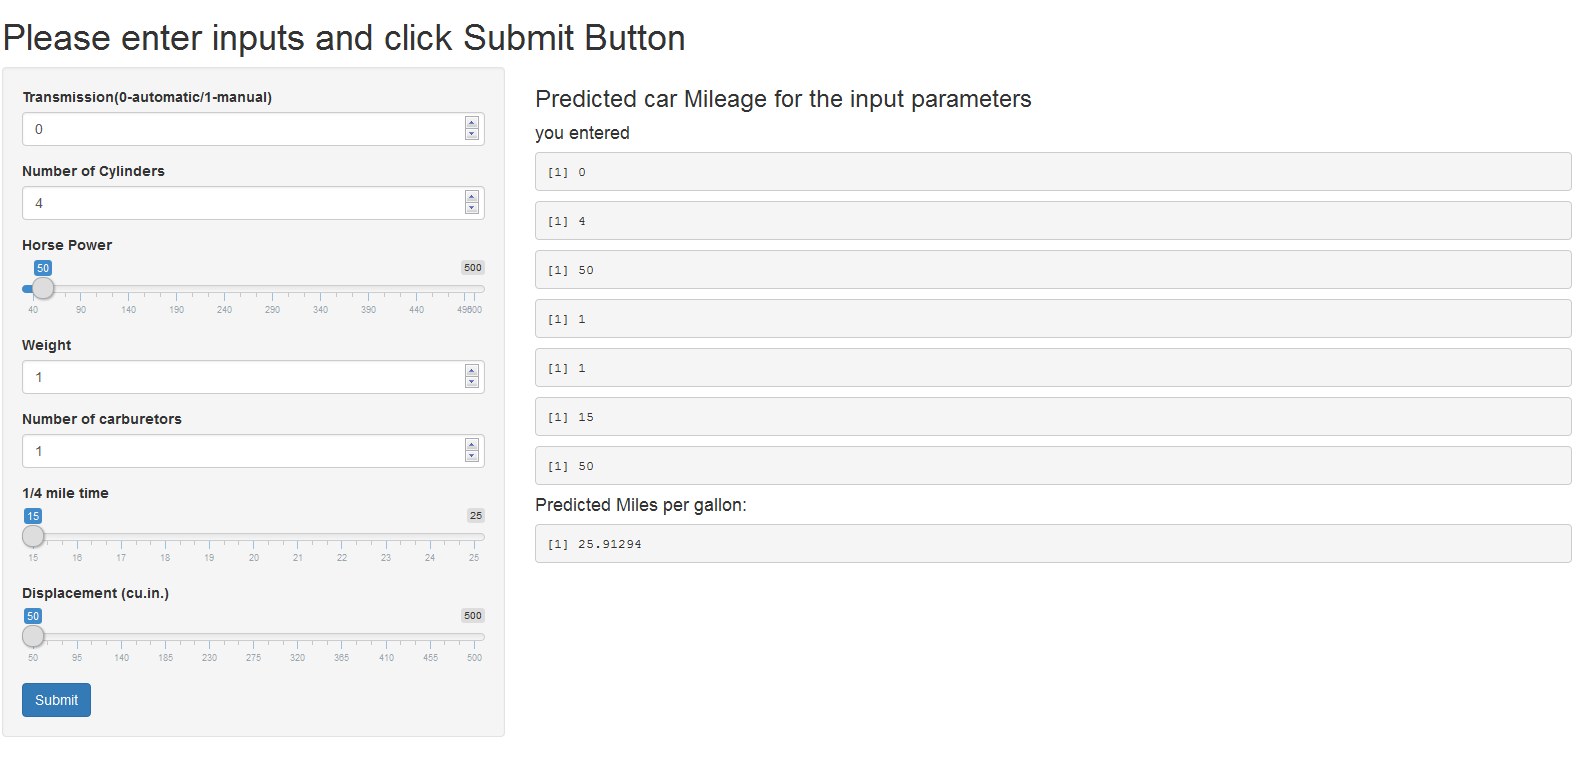 Please enter inputs and click Submit Button
Transmission(0-automatic/1-manual)
0
Number of Cylinders
4
Horse Power
50 500
40 90 140 190 240 290 340 390 440 490500
Weight
1
Number of carburetors
1
1/4 mile time
15 25
15 16 17 18 19 20 21 22 23 24 25
Displacement (cu.in.)
50 500
50 95 140 185 230 275 320 365 410 455 500
Submit
Predicted car Mileage for the input parameters
you entered
[1] 0
[1] 4
[1] 50
[1] 1
[1] 1
[1] 15
[1] 50
Predicted Miles per gallon:
[1] 25.91294